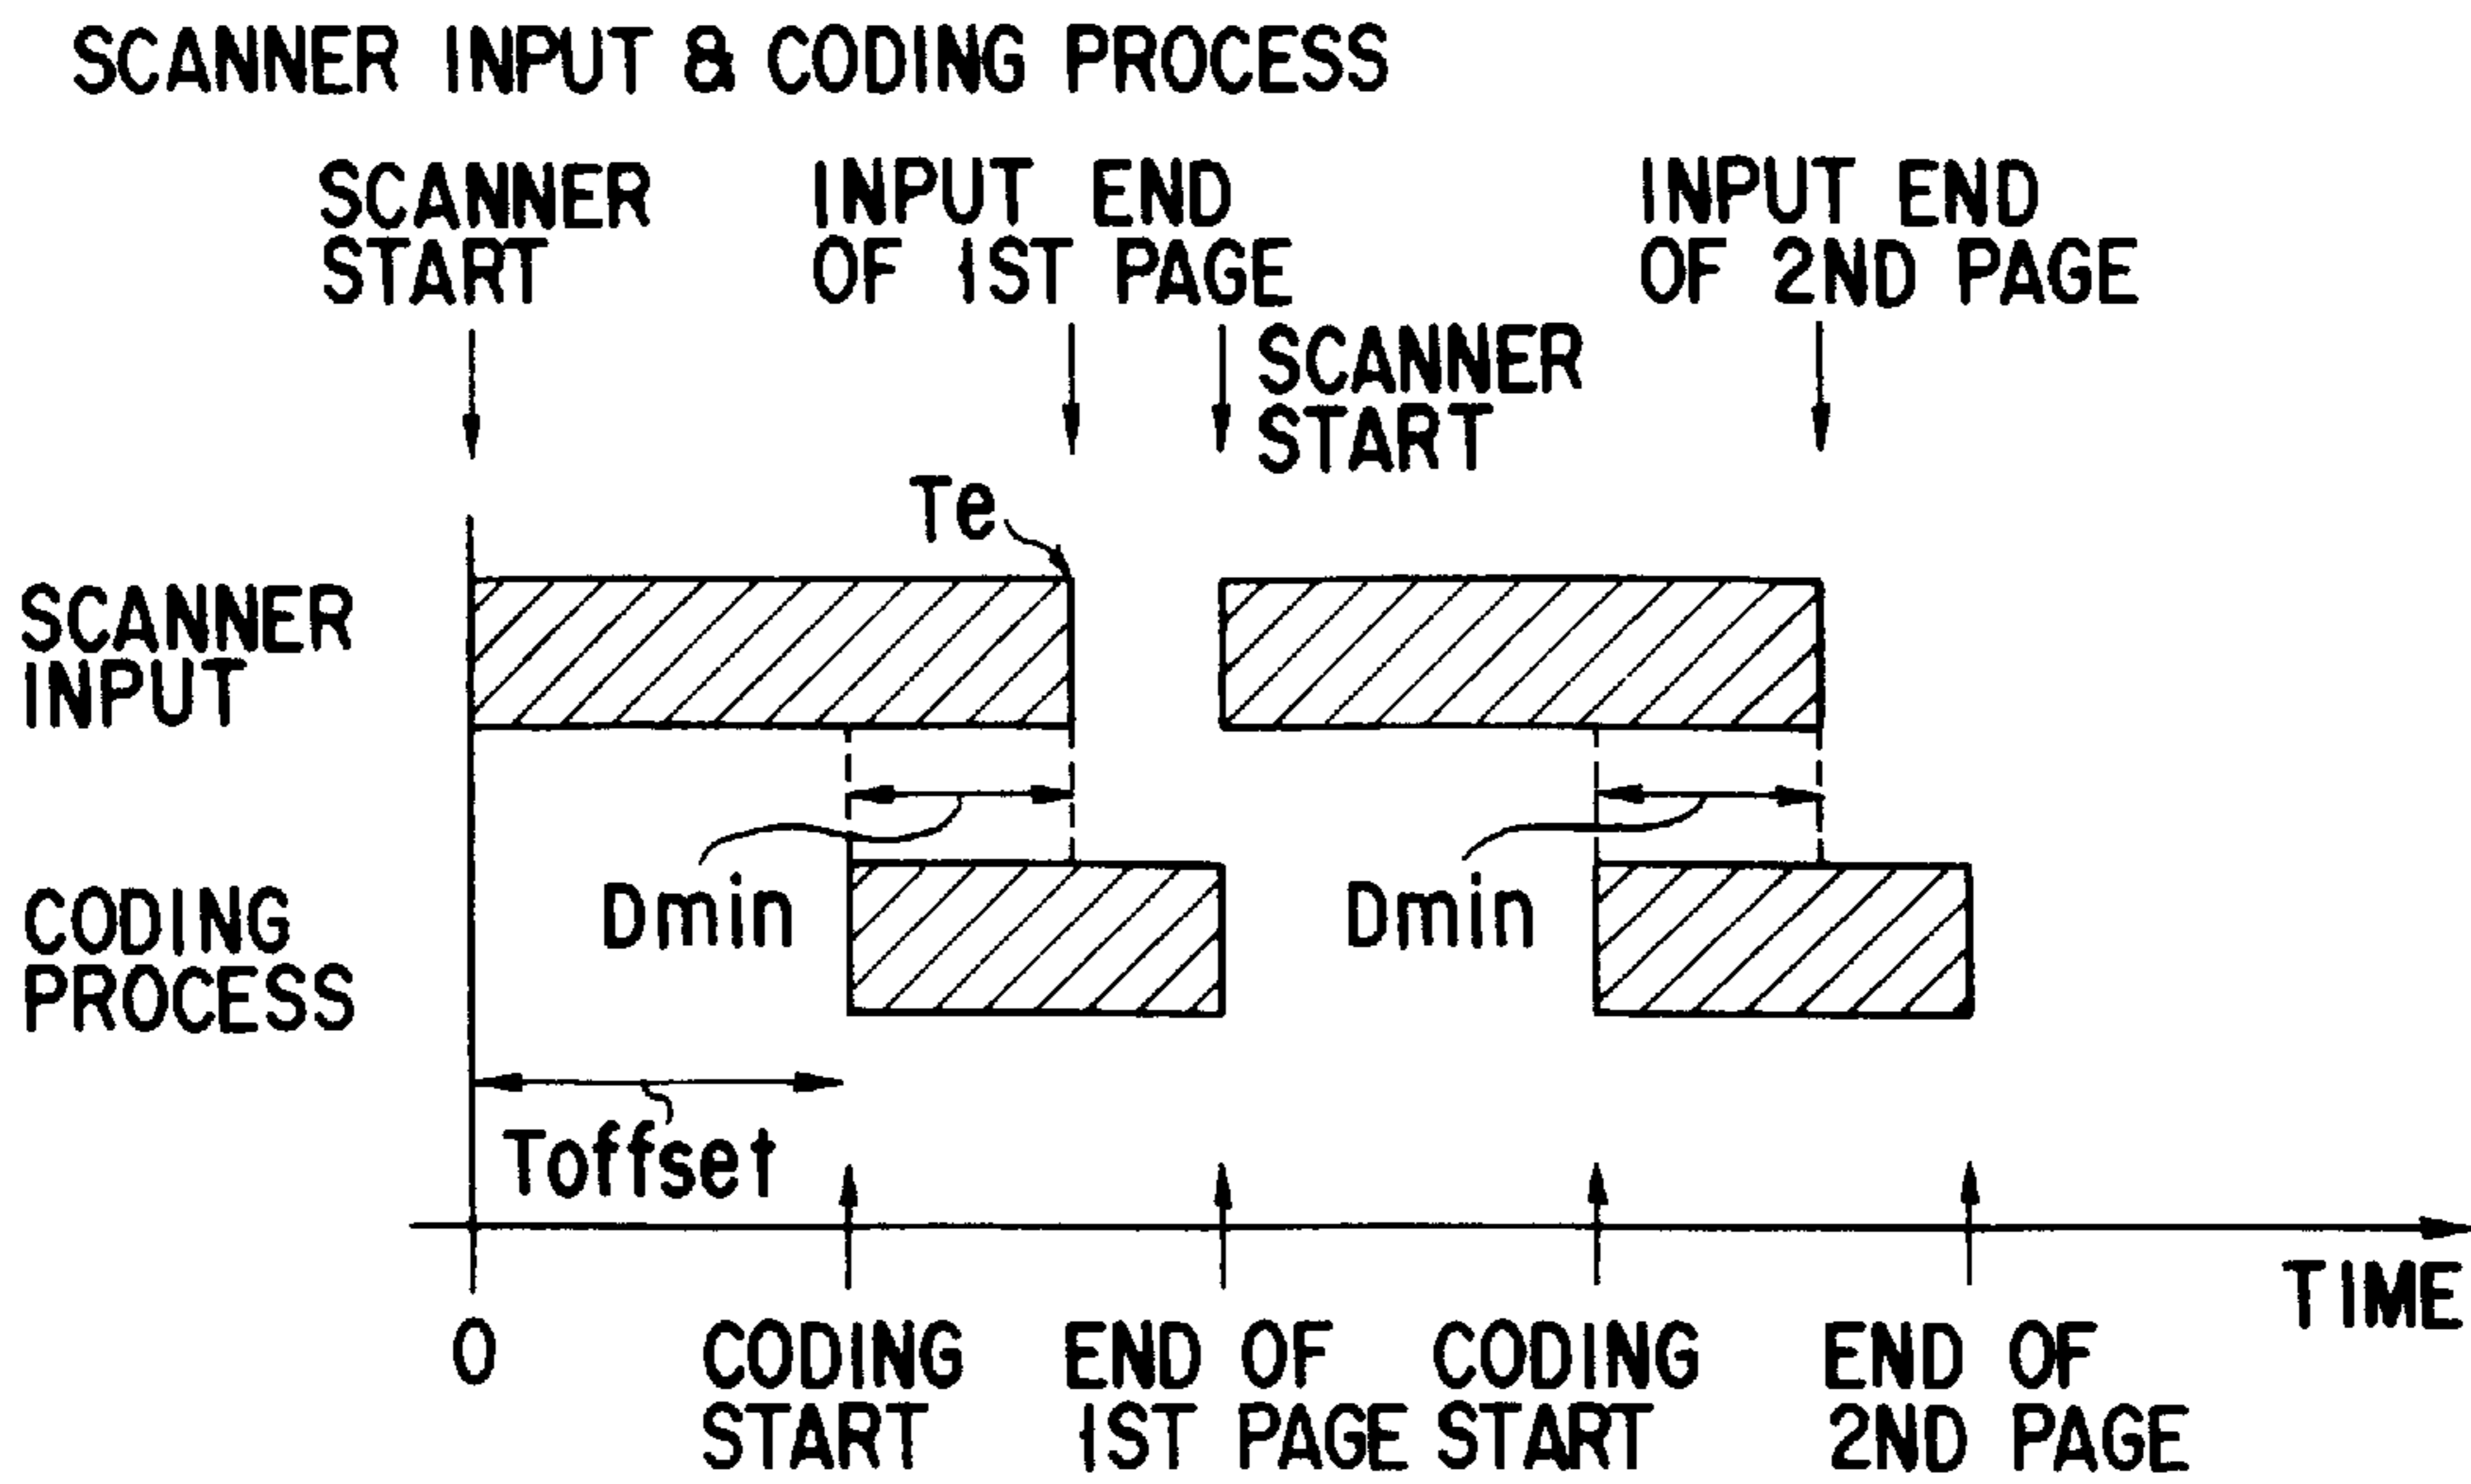 SCANNER INPUT & CODING PROCESS
SCANNER
START
INPUT END
OF 1ST PAGE
INPUT END
OF 2ND PAGE
SCANNER
START
Te
SCANNER
INPUT
Dmin
Dmin
CODING
PROCESS
Toffset
TIME
0
CODING
START
END OF
1ST PAGE
CODING
START
END OF
2ND PAGE